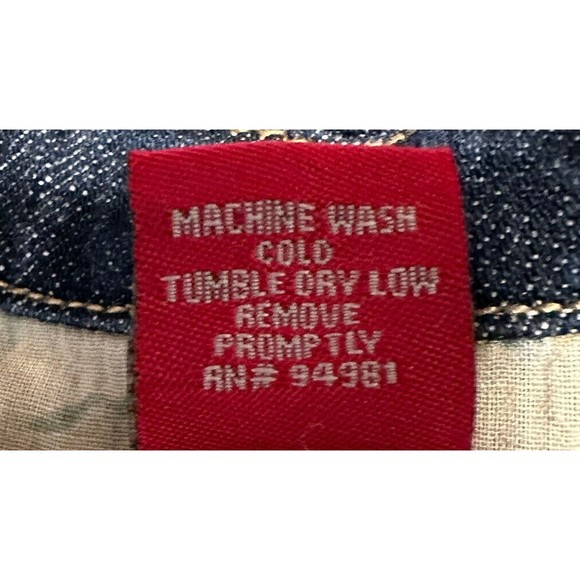 MACHINE WASH
COLD
TUMBLE DRY LOW
REMOVE
PROMPTLY
RN# 94981